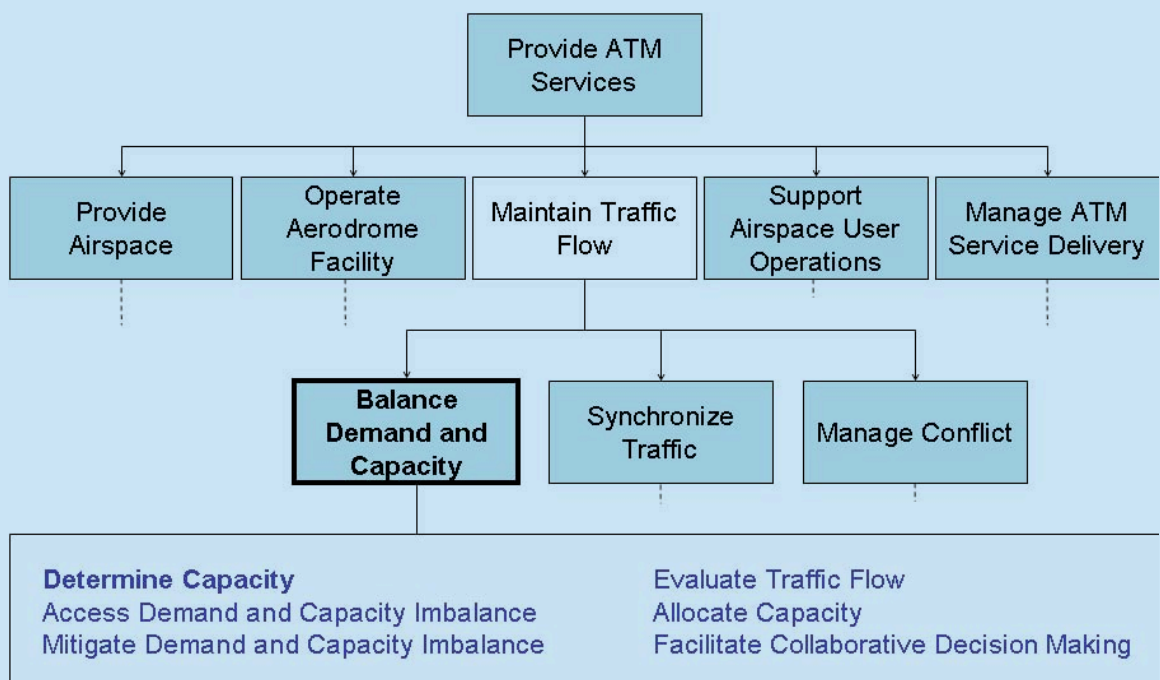 Provide ATM
Services
Provide
Airspace
Operate
Aerodrome
Facility
Maintain Traffic
Flow
Support
Airspace User
Operations
Manage ATM
Service Delivery
Balance
Demand and
Capacity
Synchronize
Traffic
Manage Conflict
Determine Capacity
Access Demand and Capacity Imbalance
Mitigate Demand and Capacity Imbalance
Evaluate Traffic Flow
Allocate Capacity
Facilitate Collaborative Decision Making